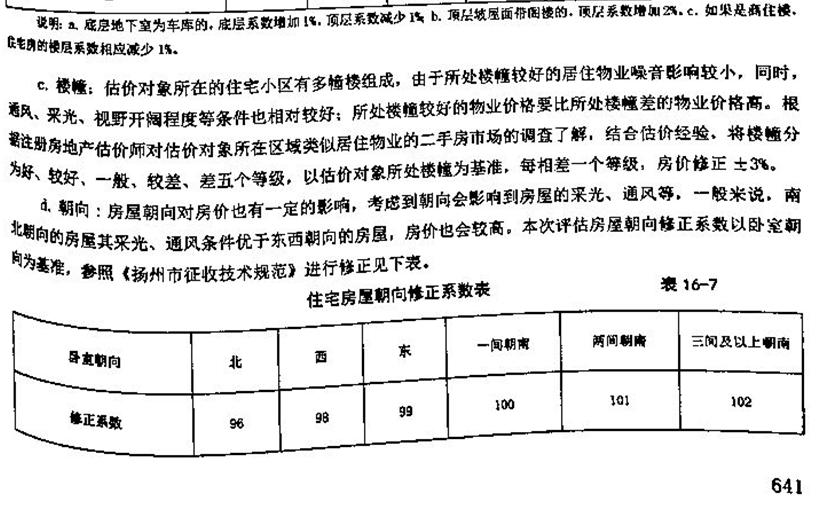 说明：a. 底层地下室为车库的，底层系数增加1%，顶层系数减少1% b. 顶层坡屋面带阁楼的，顶层系数增加2%。c. 如果是商住楼，
住宅房的楼层系数相应减少1%。
c. 楼幢：估价对象所在的住宅小区有多幢楼组成，由于所处楼幢较好的居住物业噪音影响较小，同时，
通风、采光、视野开阔程度等条件也相对较好；所处楼幢较好的物业价格要比所处楼幢差的物业价格高。根
据注册房地产估价师对估价对象所在区域类似居住物业的二手房市场的调查了解，结合估价经验，将楼幢分
为好、较好、一般、较差、差五个等级，以估价对象所处楼幢为基准，每相差一个等级，房价修正±3%。
d. 朝向：房屋朝向对房价也有一定的影响，考虑到朝向会影响到房屋的采光、通风等，一般来说，南
北朝向的房屋其采光、通风条件优于东西朝向的房屋，房价也会较高。本次评估房屋朝向修正系数以卧室朝
向为基准，参照《扬州市征收技术规范》进行修正见下表。
住宅房屋朝向修正系数表 表16-7
卧室朝向 北 西 东 一间朝南 两间朝南 三间及以上朝南
修正系数 96 98 99 100 101 102
641